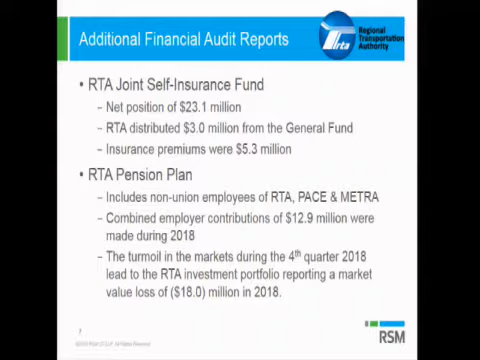 Additional Financial Audit Reports
rta
Regional
Transportation
Authority
• RTA Joint Self-Insurance Fund
– Net position of $23.1 million
– RTA distributed $3.0 million from the General Fund
– Insurance premiums were $5.3 million
• RTA Pension Plan
– Includes non-union employees of RTA, PACE & METRA
– Combined employer contributions of $12.9 million were
made during 2018
– The turmoil in the markets during the 4th quarter 2018
lead to the RTA investment portfolio reporting a market
value loss of ($18.0) million in 2018.
7
All Rights Reserved
RSM